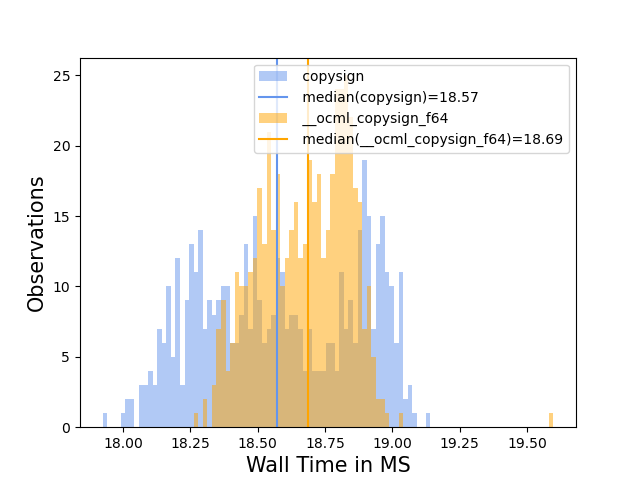 25
20
15
10
5
0
Observations
copysign
median(copysign)=18.57
__ocml_copysign_f64
median(__ocml_copysign_f64)=18.69
18.00 18.25 18.50 18.75 19.00 19.25 19.50
Wall Time in MS